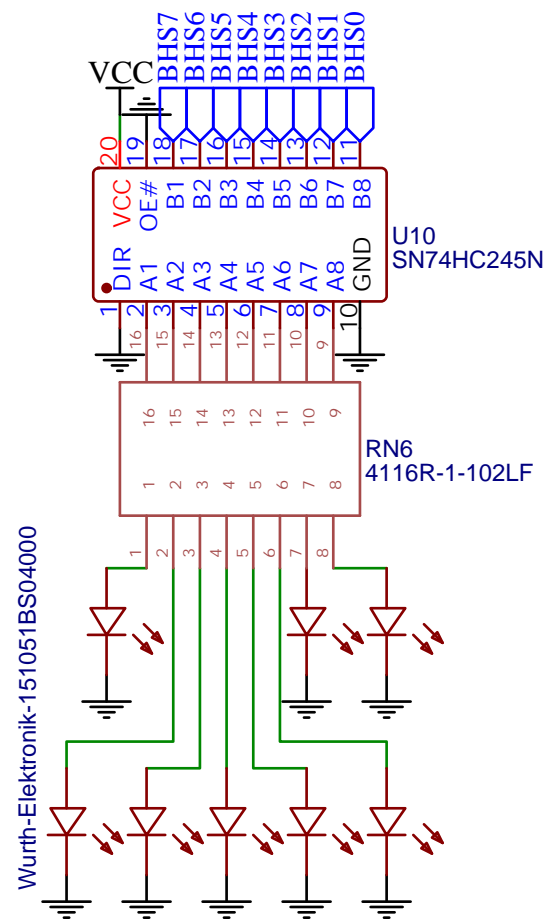 BHS7 BHS6 BHS5 BHS4 BHS3 BHS2 BHS1 BHS0
VCC
20 19 18 17 16 15 14 13 12 11
VCC OE# B1 B2 B3 B4 B5 B6 B7 B8
U10
SN74HC245N
DIR A1 A2 A3 A4 A5 A6 A7 A8 GND
1 2 3 4 5 6 7 8 9 10
16 15 14 13 12 11 10 9
16 15 14 13 12 11 10 9
RN6
4116R-1-102LF
1 2 3 4 5 6 7 8
1 2 3 4 5 6 7 8
Wurth-Elektronik-151051BS04000